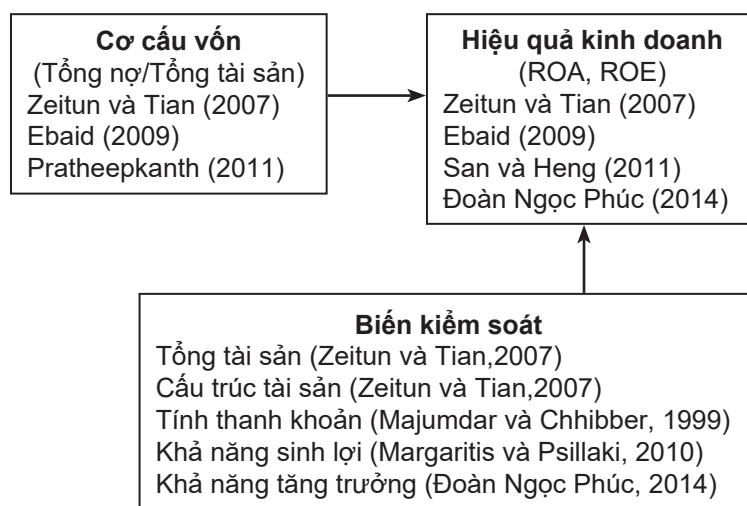 Cơ cấu vốn
(Tổng nợ/Tổng tài sản)
Zeitun và Tian (2007)
Ebaid (2009)
Pratheepkanth (2011)
Hiệu quả kinh doanh
(ROA, ROE)
Zeitun và Tian (2007)
Ebaid (2009)
San và Heng (2011)
Đoàn Ngọc Phúc (2014)
Biến kiểm soát
Tổng tài sản (Zeitun và Tian,2007)
Cấu trúc tài sản (Zeitun và Tian,2007)
Tính thanh khoản (Majumdar và Chhibber, 1999)
Khả năng sinh lợi (Margaritis và Psillaki, 2010)
Khả năng tăng trưởng (Đoàn Ngọc Phúc, 2014)